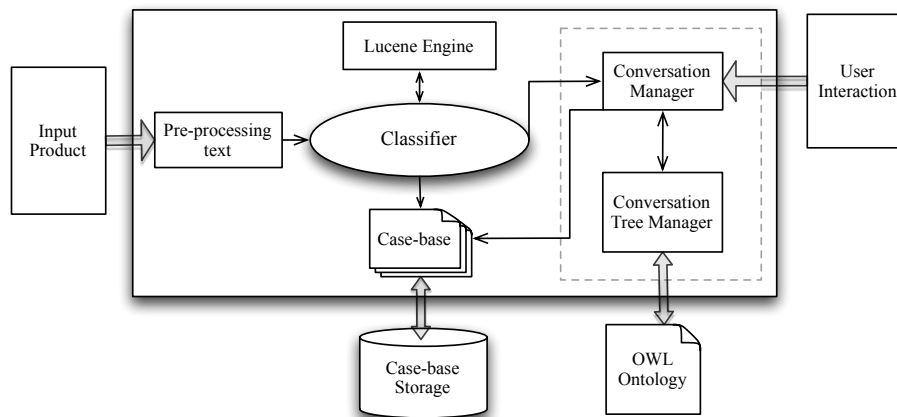 Lucene Engine
Conversation
Manager
User
Interaction
Input
Product
Pre-processing
text
Classifier
Conversation
Tree Manager
Case-base
Case-base
Storage
OWL
Ontology